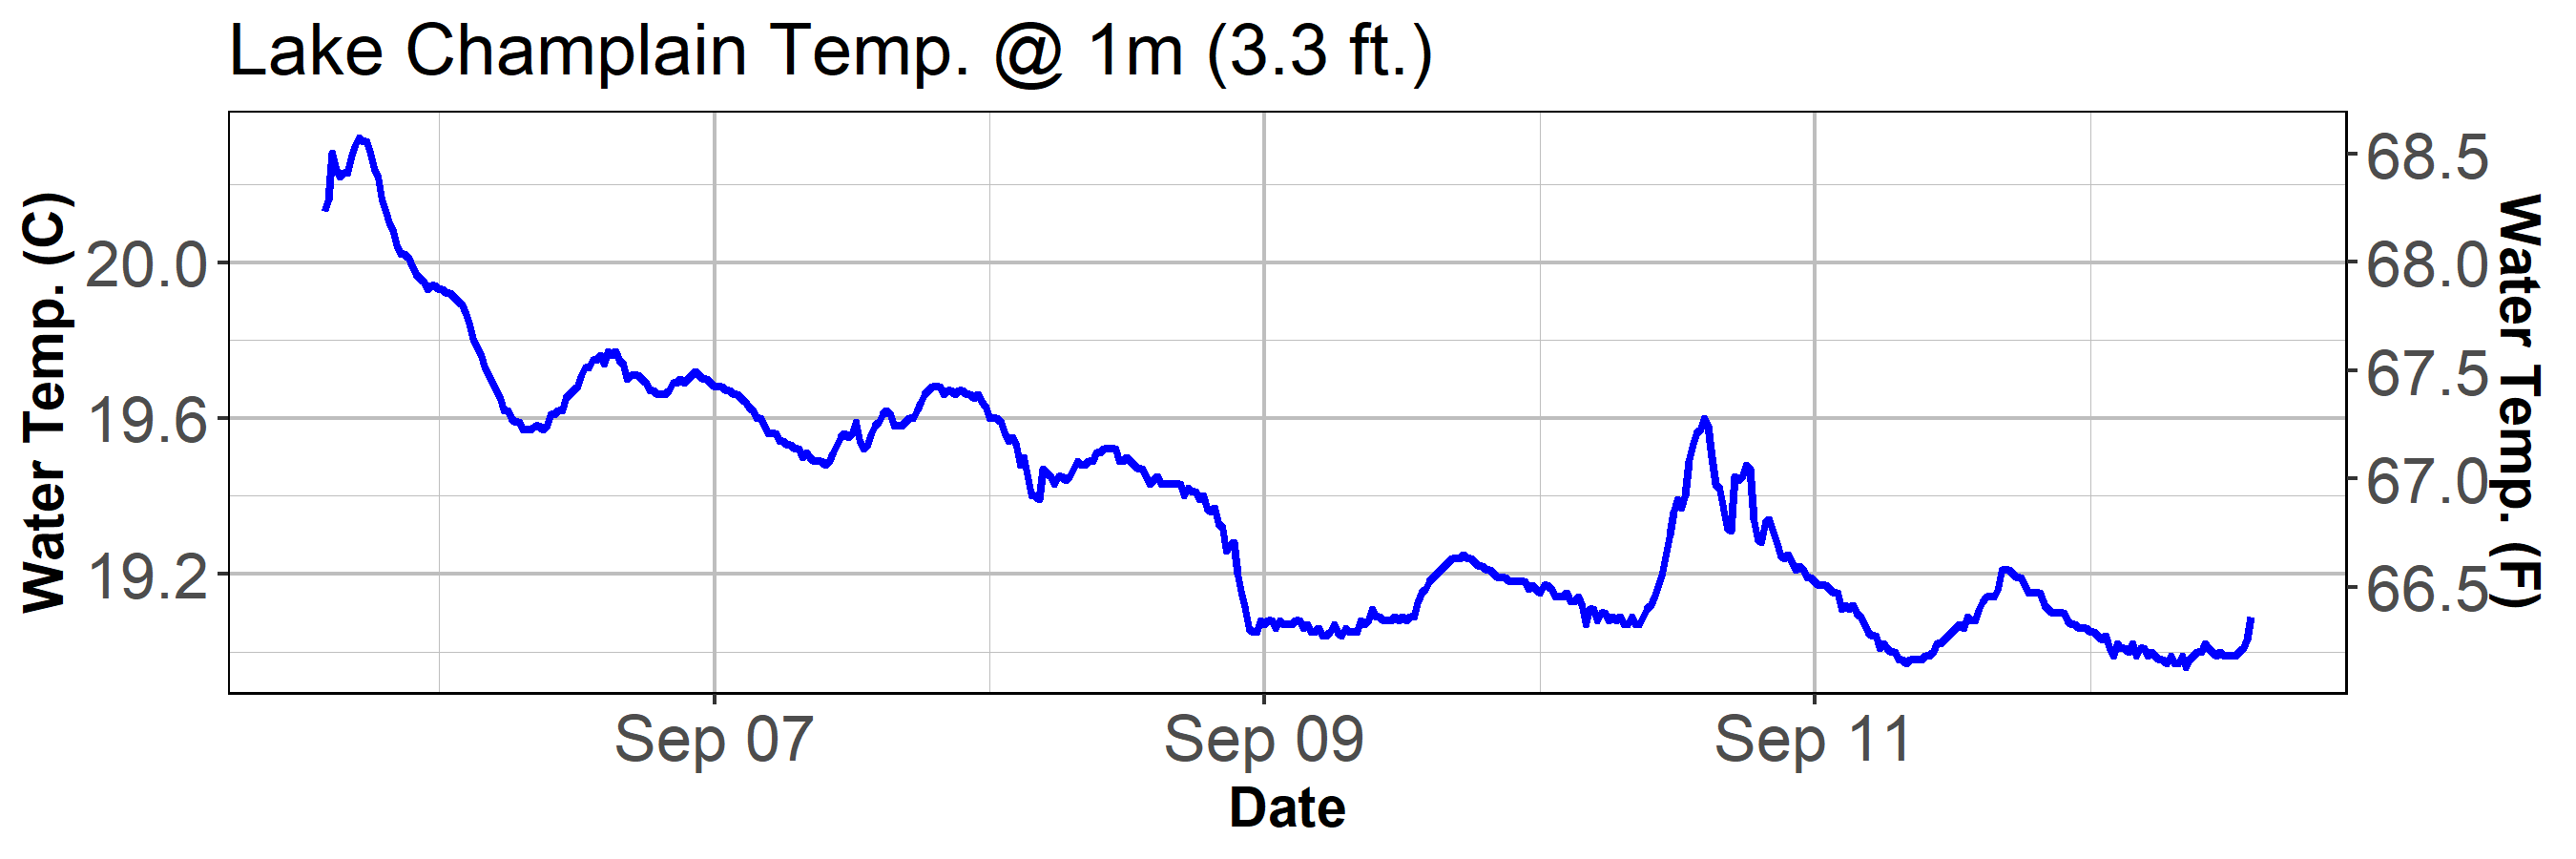 Lake Champlain Temp. @ 1m (3.3 ft.)
Water Temp. (C)
20.0
19.6
19.2
68.5
68.0
67.5
67.0
66.5
Water Temp. (F)
Sep 07
Sep 09
Sep 11
Date